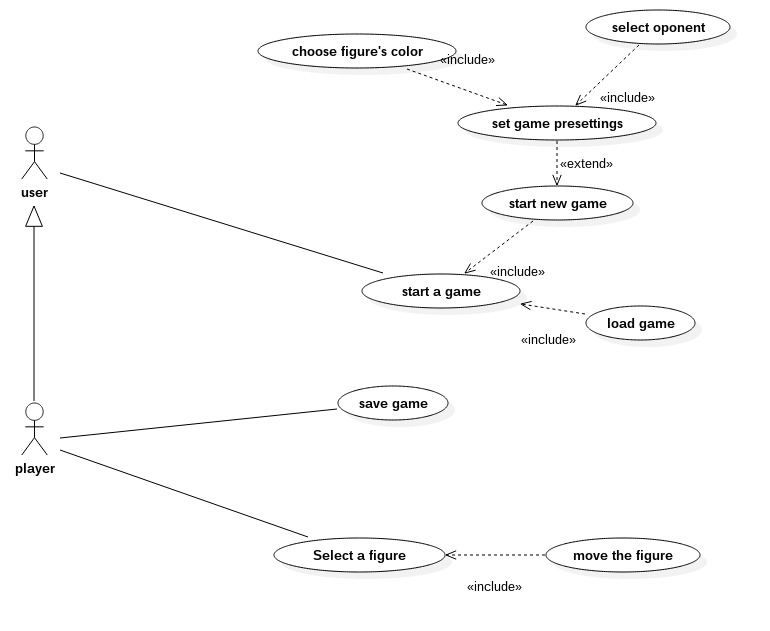 select oponent
choose figure's color
«include»
«include»
set game presettings
«extend»
user
start new game
«include»
start a game
load game
«include»
save game
player
Select a figure
move the figure
«include»